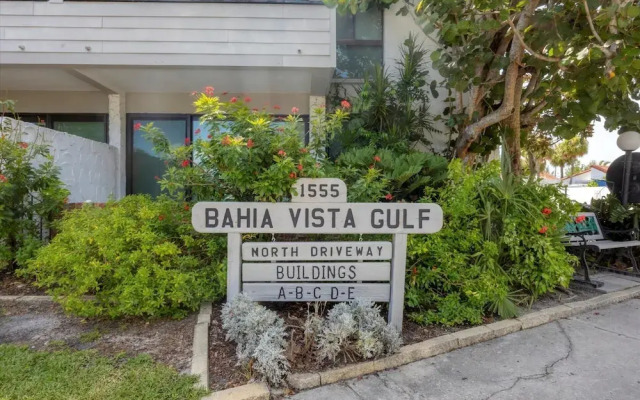 1555
BAHIA VISTA GULF
NORTH DRIVEWAY
BUILDINGS
A-B-C D-E